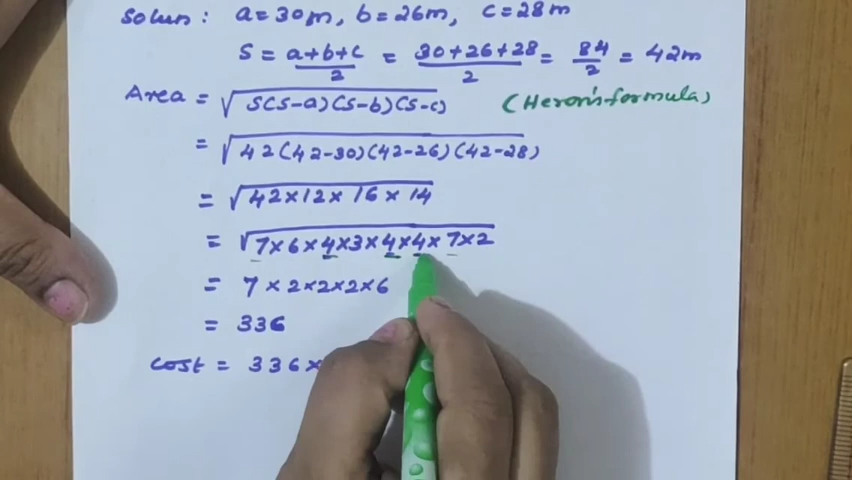 Solun: a=30m, b=26m, c=28m
S = a+b+c/2 = 30+26+28/2 = 84/2 = 42m
Area = √S(S-a)(S-b)(S-c) (Heron's formula)
= √42(42-30)(42-26)(42-28)
= √42×12×16×14
= √7×6×4×3×4×4×7×2
= 7×2×2×2×6
= 336
cost = 336×